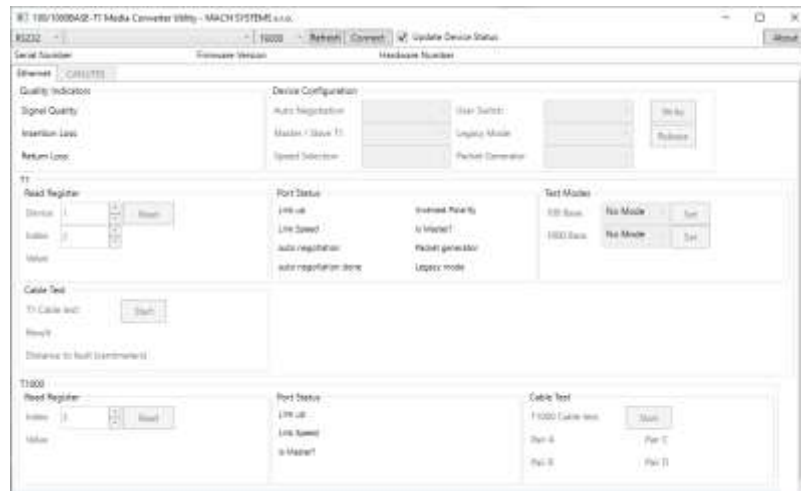 100/1000BASE-T1 Media Converter Utility - MACH SYSTEMS s.r.o.
RS232 Refresh Connect Update Device Status About
Serial Number Firmware Version Hardware Number
Ethernet
Quality Indicators Device Configuration
Signal Quality Auto Negotiation User Switch Write
Insertion Loss Master / Slave T1 Legacy Mode
Return Loss Speed Selection Packet Generator
T1
Read Register Port Status Test Modes
Device 1 Read Link up Inversed Polarity 100 Base No Mode Set
Index 2 Link Speed Is Master? 1000 Base No Mode Set
Value auto negotiation Packet generator
auto negotiation done Legacy mode
Cable Test
T1 Cable test Start
Result
Distance to fault (centimeters)
T1000
Read Register Port Status Cable Test
Index Read Link up T1000 Cable test Start
Value Link Speed Pair A Pair C
Is Master? Pair B Pair D